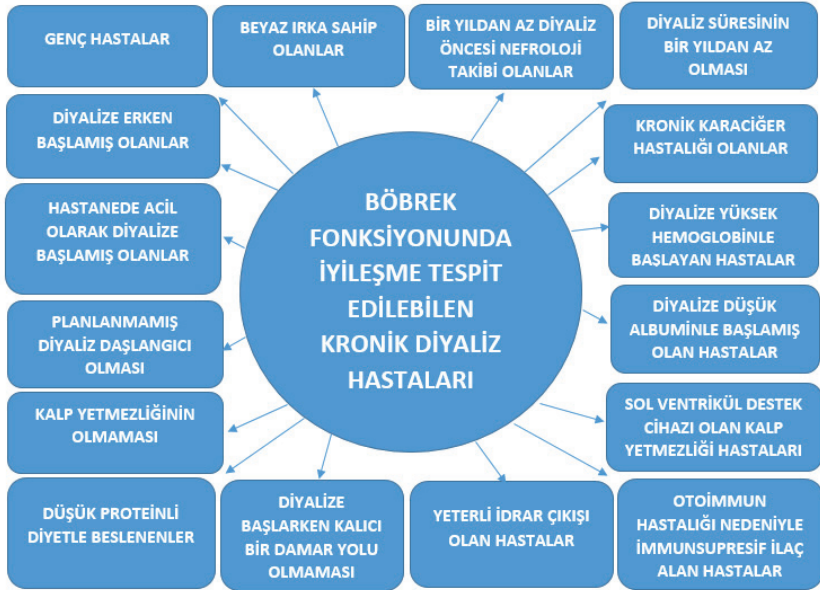 GENÇ HASTALAR
BEYAZ IRKA SAHİP
OLANLAR
BİR YILDAN AZ DİYALİZ
ÖNCESİ NEFROLOJİ
TAKİBİ OLANLAR
DİYALİZ SÜRESİNİN
BİR YILDAN AZ
OLMASI
DİYALİZE ERKEN
BAŞLAMIŞ OLANLAR
KRONİK KARACİĞER
HASTALIĞI OLANLAR
HASTANEDE ACİL
OLARAK DİYALİZE
BAŞLAMIŞ OLANLAR
BÖBREK
FONKSİYONUNDA
İYİLEŞME TESPİT
EDİLEBİLEN
KRONİK DİYALİZ
HASTALARI
DİYALİZE YÜKSEK
HEMOGLOBİNLE
BAŞLAYAN HASTALAR
PLANLANMAMIŞ
DİYALİZ DAŞLANGICI
OLMASI
DİYALİZE DÜŞÜK
ALBUMİNLE BAŞLAMIŞ
OLAN HASTALAR
KALP YETMEZLİĞİNİN
OLMAMASI
SOL VENTRİKÜL DESTEK
CİHAZI OLAN KALP
YETMEZLİĞİ HASTALARI
DÜŞÜK PROTEİNLİ
DİYETLE BESLENENLER
DİYALİZE
BAŞLARKEN KALICI
BİR DAMAR YOLU
OLMAMASI
YETERLİ İDRAR ÇIKIŞI
OLAN HASTALAR
OTOİMMUN
HASTALIĞI NEDENİYLE
İMMUNSUPRESİF İLAÇ
ALAN HASTALAR